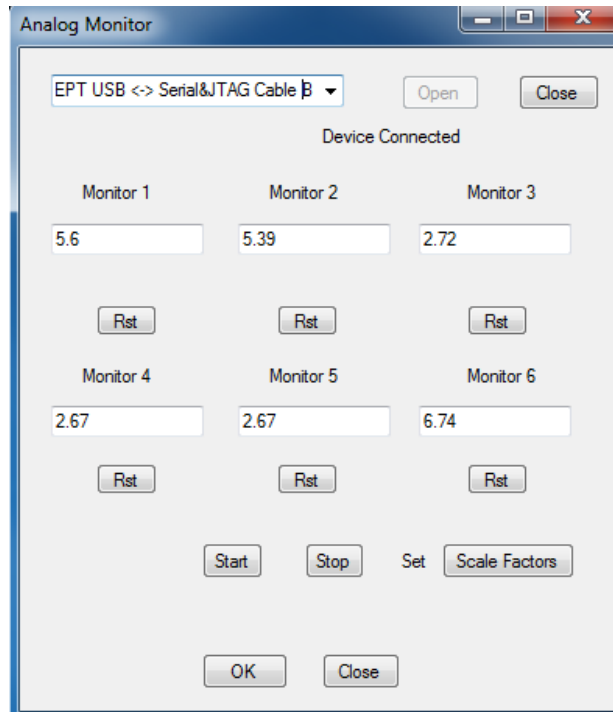 Analog Monitor
EPT USB <-> Serial&JTAG Cable B
Open
Close
Device Connected
Monitor 1 Monitor 2 Monitor 3
5.6 5.39 2.72
Rst Rst Rst
Monitor 4 Monitor 5 Monitor 6
2.67 2.67 6.74
Rst Rst Rst
Start Stop Set Scale Factors
OK Close